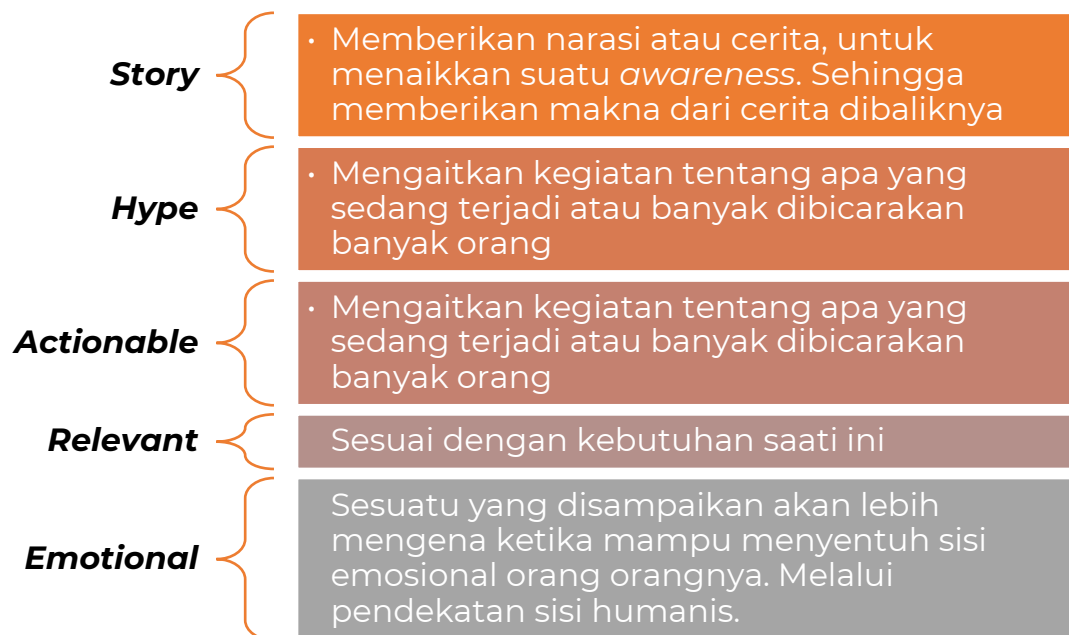 Story
• Memberikan narasi atau cerita, untuk
menaikkan suatu awareness. Sehingga
memberikan makna dari cerita dibaliknya
Hype
• Mengaitkan kegiatan tentang apa yang
sedang terjadi atau banyak dibicarakan
banyak orang
Actionable
• Mengaitkan kegiatan tentang apa yang
sedang terjadi atau banyak dibicarakan
banyak orang
Relevant
Sesuai dengan kebutuhan saati ini
Emotional
Sesuatu yang disampaikan akan lebih
mengena ketika mampu menyentuh sisi
emosional orang orangnya. Melalui
pendekatan sisi humanis.